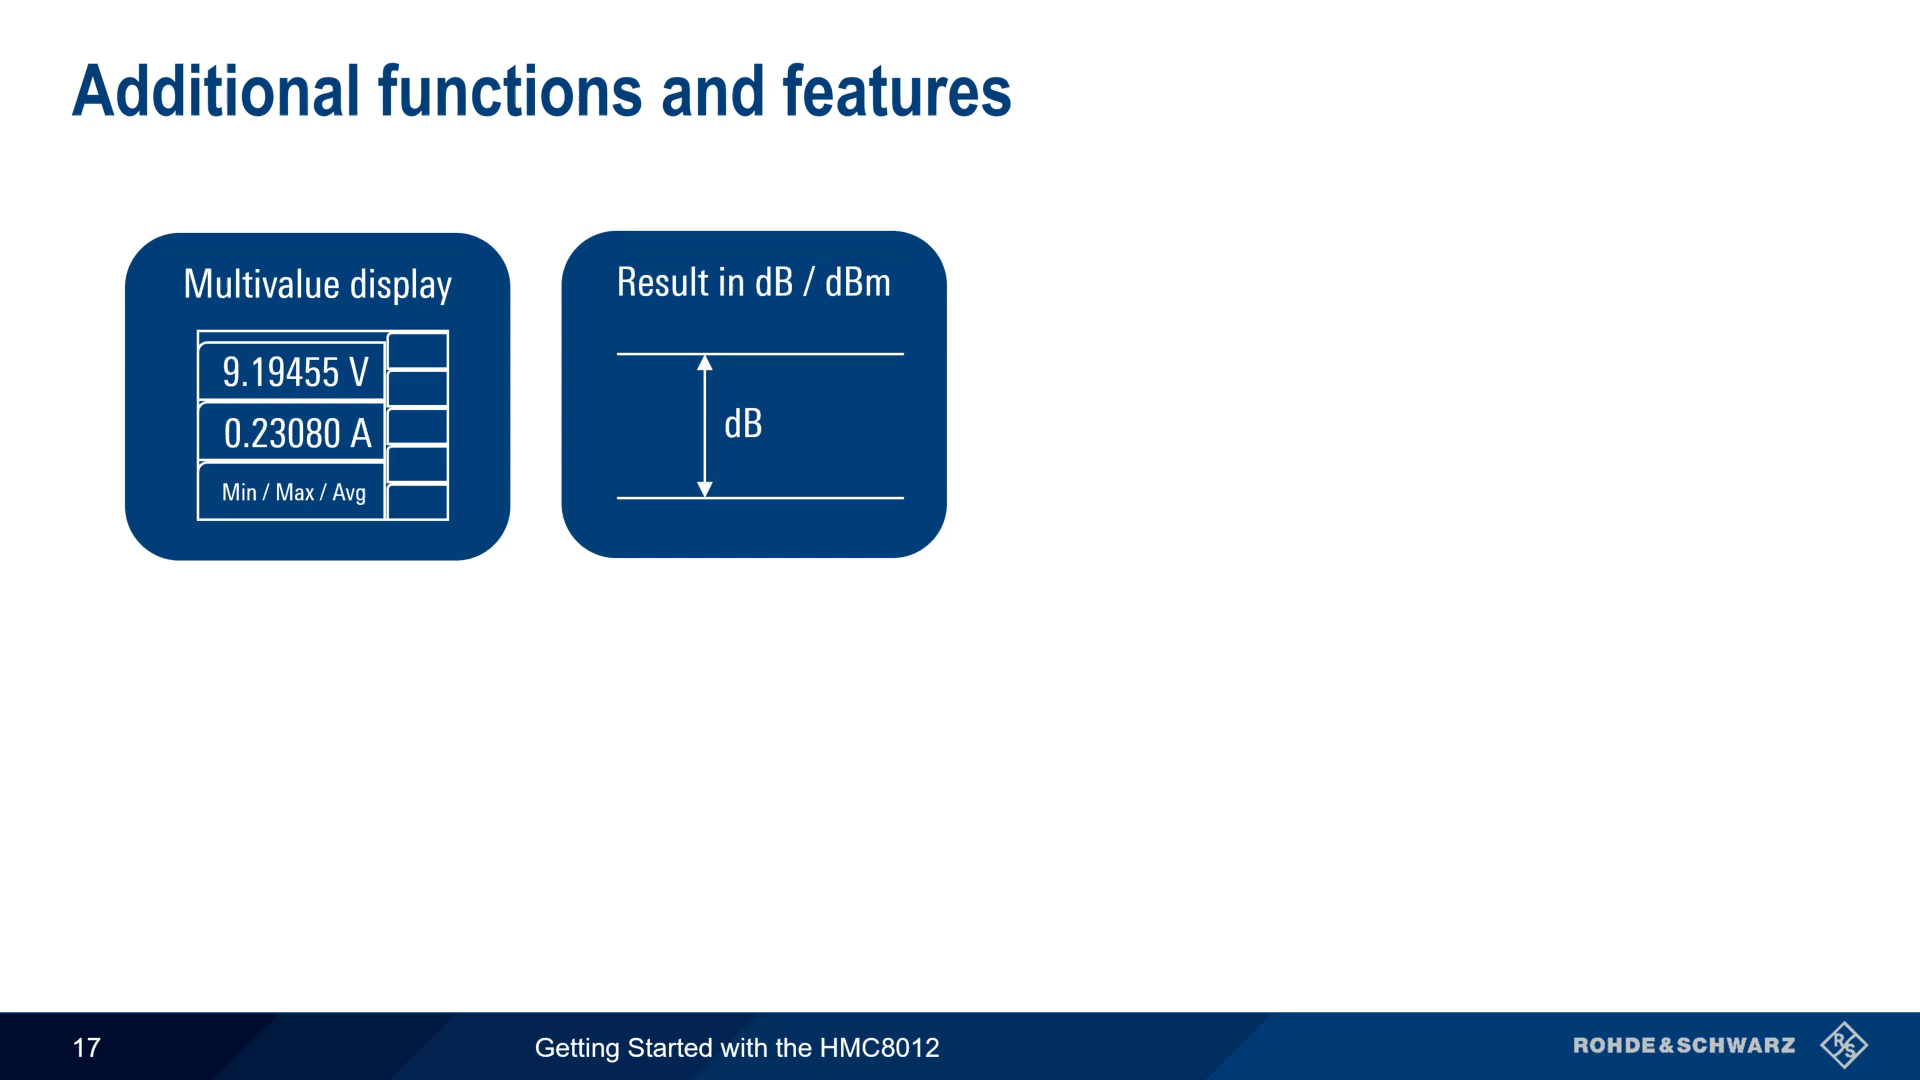 Additional functions and features
Multivalue display
9.19455 V
0.23080 A
Min / Max / Avg
Result in dB / dBm
dB
17
Getting Started with the HMC8012
ROHDE&SCHWARZ
R&S